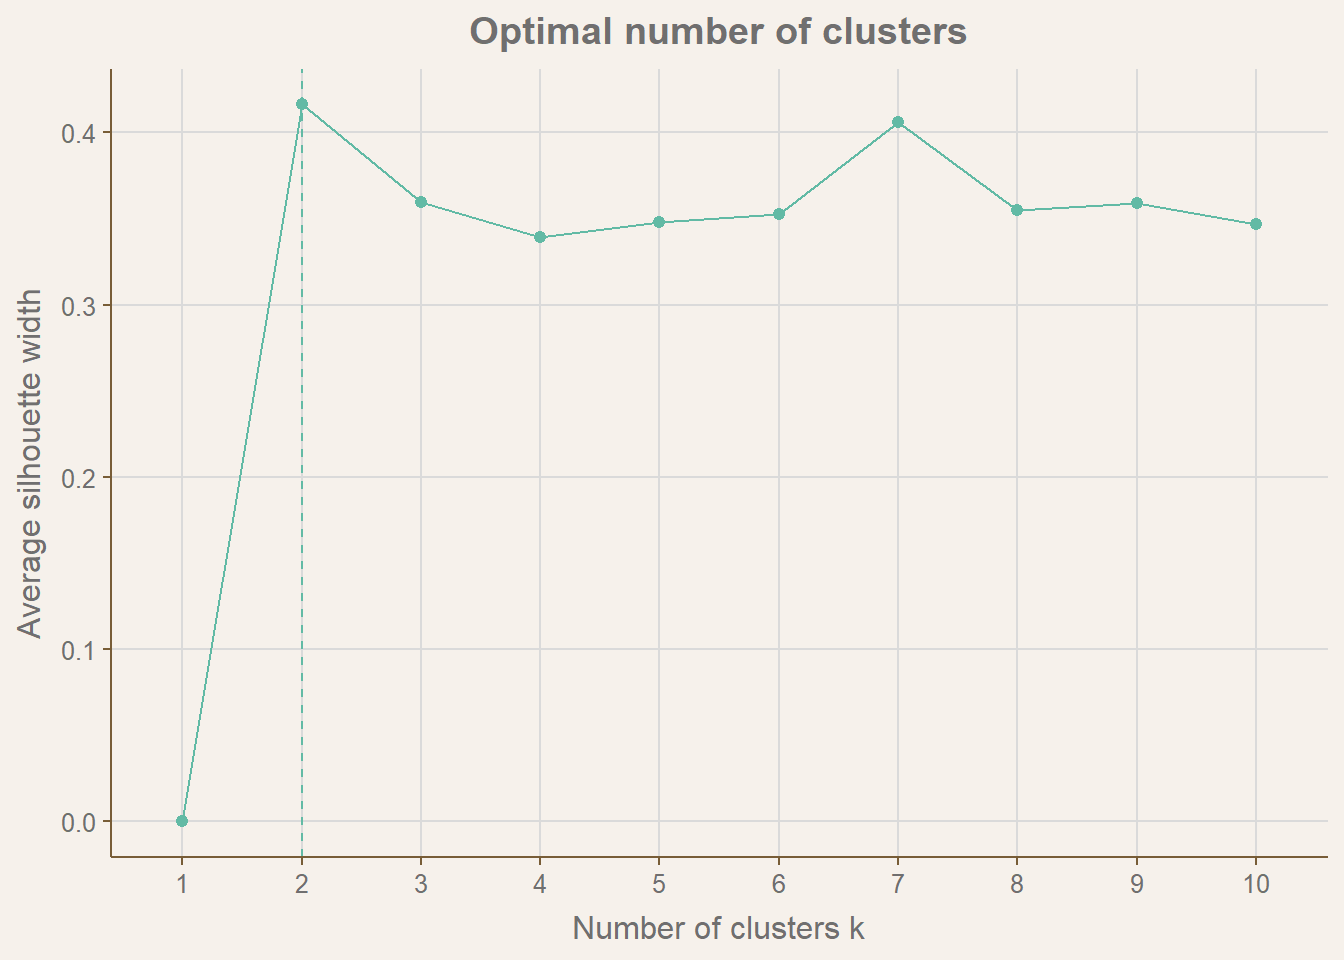 Optimal number of clusters
Average silhouette width
0.4
0.3
0.2
0.1
0.0
1 2 3 4 5 6 7 8 9 10
Number of clusters k